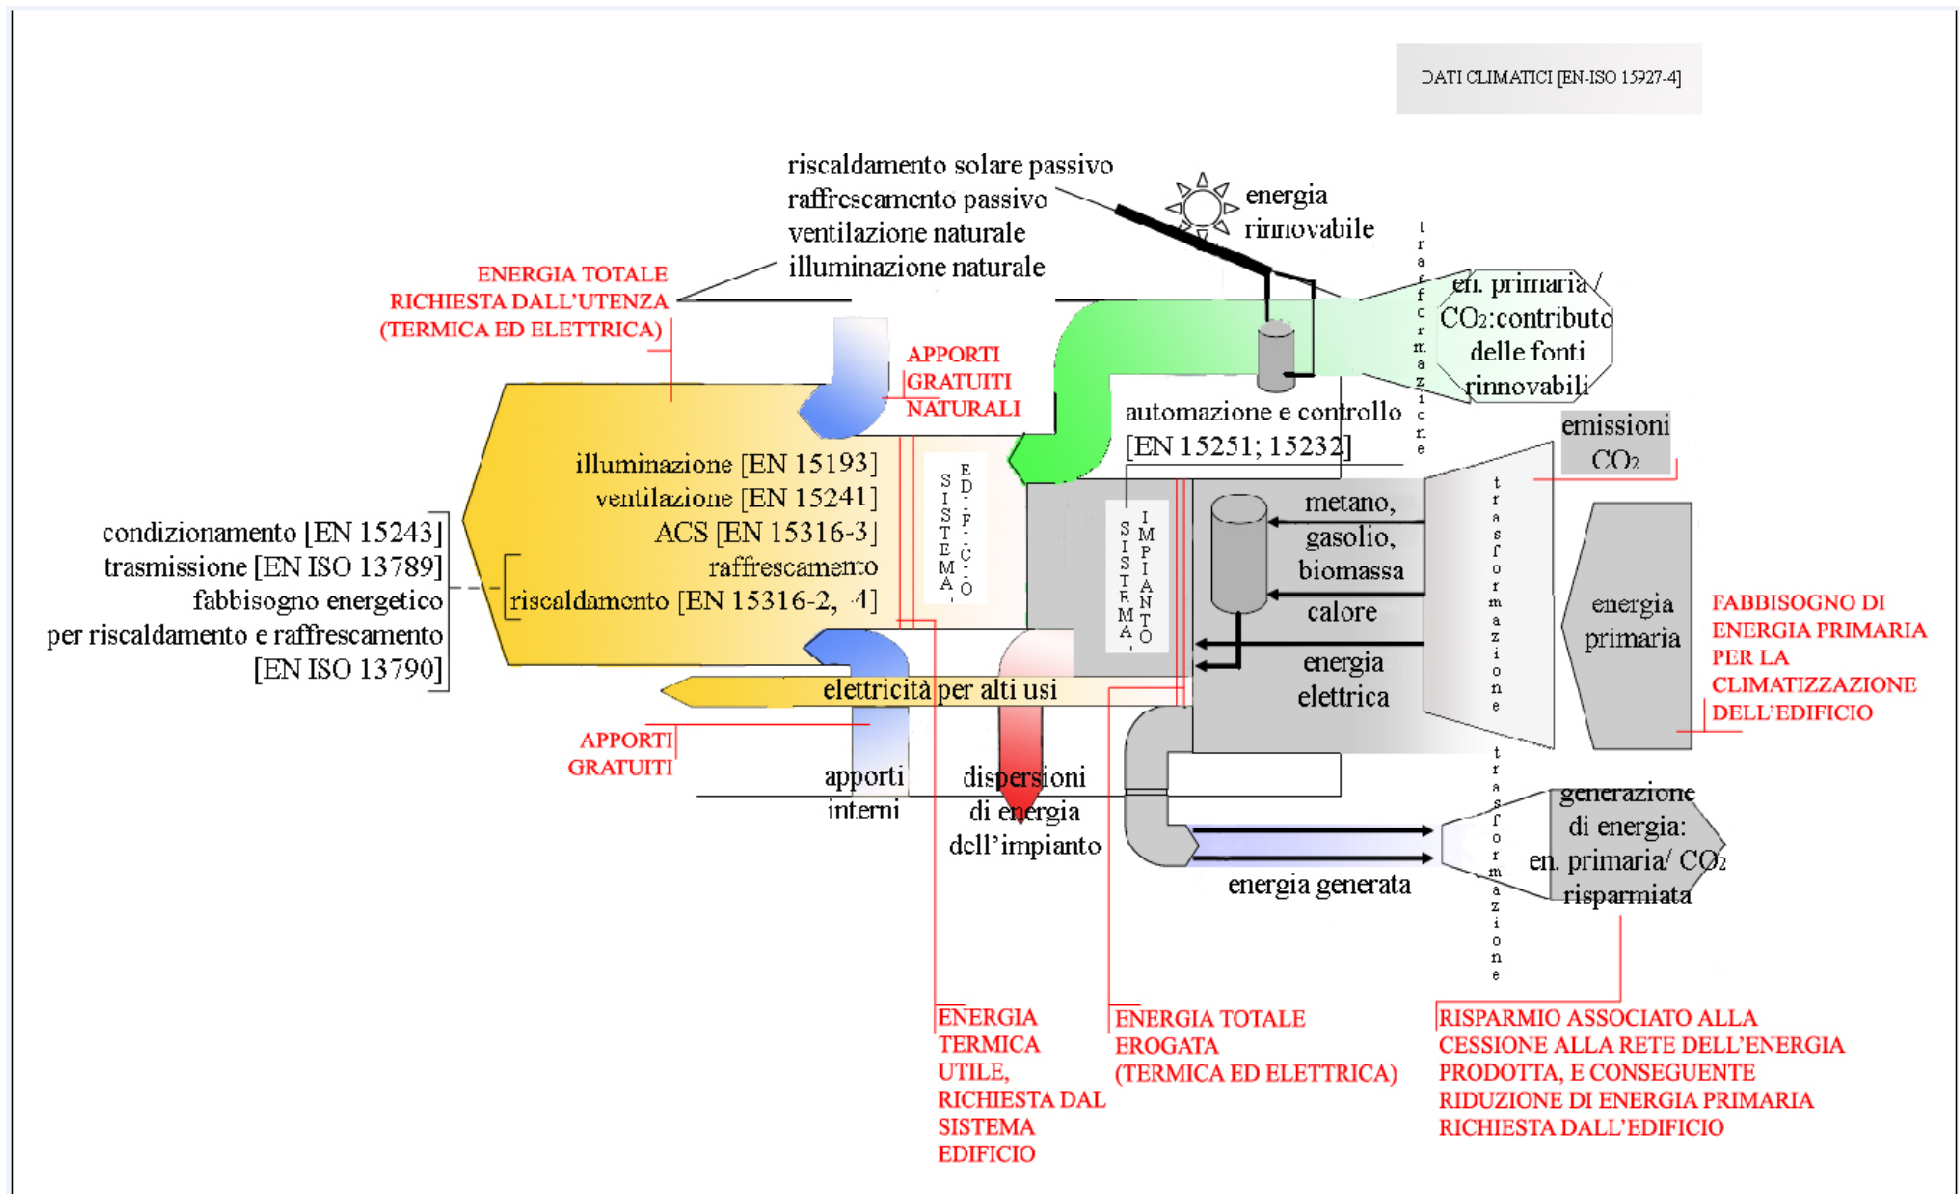 DATI CLIMATICI [EN-ISO 15927-4]
riscaldamento solare passivo
raffrescamento passivo
ventilazione naturale
illuminazione naturale
energia
rinnovabile
ENERGIA TOTALE
RICHIESTA DALL'UTENZA
(TERMICA ED ELETTRICA)
APPORTI
GRATUITI
NATURALI
trasformazione
en. primaria /
CO2:contributo
delle fonti
rinnovabili
automazione e controllo
[EN 15251; 15232]
emissioni
CO2
illuminazione [EN 15193]
ventilazione [EN 15241]
ACS [EN 15316-3]
raffrescamento
riscaldamento [EN 15316-2, -4]
condizionamento [EN 15243]
trasmissione [EN ISO 13789]
fabbisogno energetico
per riscaldamento e raffrescamento
[EN ISO 13790]
SISTEMA-
EDIFICIO
SISTEMA-
IMPIANTO
metano,
gasolio,
biomassa
calore
energia
elettrica
trasformazione
energia
primaria
FABBISOGNO DI
ENERGIA PRIMARIA
PER LA
CLIMATIZZAZIONE
DELL'EDIFICIO
elettricità per alti usi
APPORTI
GRATUITI
apporti
interni
dispersioni
di energia
dell'impianto
energia generata
trasformazione
generazione
di energia:
en. primaria/ CO2
risparmiata
ENERGIA
TERMICA
UTILE,
RICHIESTA DAL
SISTEMA
EDIFICIO
ENERGIA TOTALE
EROGATA
(TERMICA ED ELETTRICA)
RISPARMIO ASSOCIATO ALLA
CESSIONE ALLA RETE DELL'ENERGIA
PRODOTTA, E CONSEGUENTE
RIDUZIONE DI ENERGIA PRIMARIA
RICHIESTA DALL'EDIFICIO